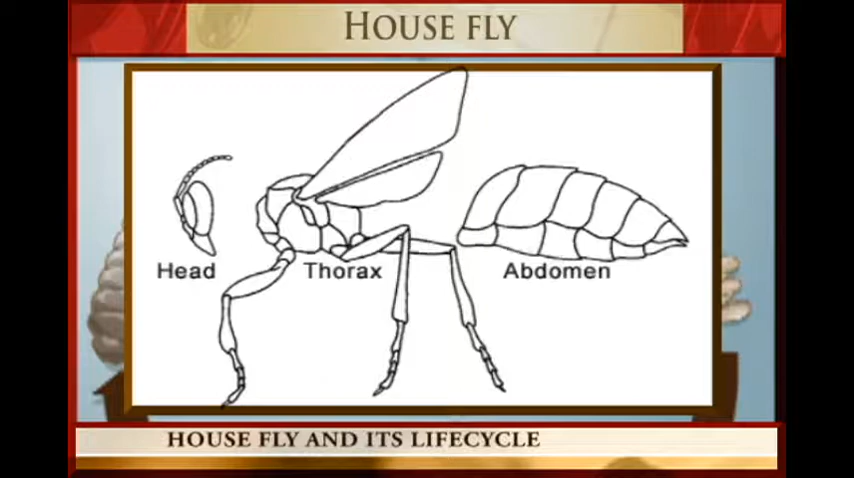 HOUSE FLY
Head
Thorax
Abdomen
HOUSE FLY AND ITS LIFECYCLE